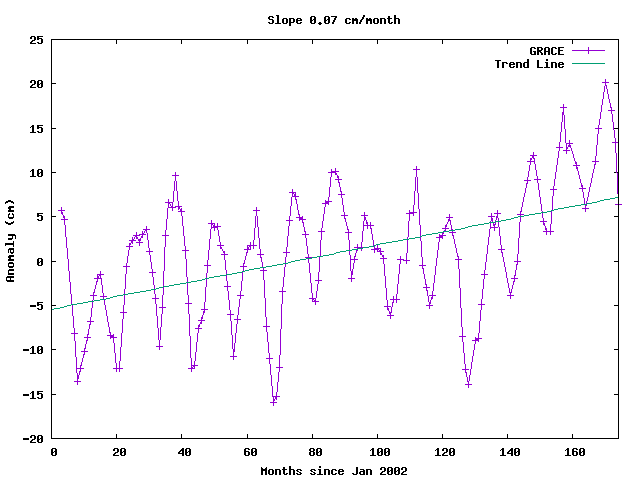 Slope 0.07 cm/month
GRACE
Trend Line
Anomaly (cm)
25
20
15
10
5
0
-5
-10
-15
-20
0 20 40 60 80 100 120 140 160
Months since Jan 2002